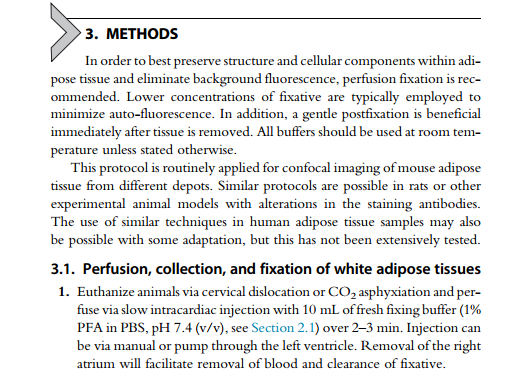 3. METHODS
In order to best preserve structure and cellular components within adi-
pose tissue and eliminate background fluorescence, perfusion fixation is rec-
ommended. Lower concentrations of fixative are typically employed to
minimize auto-fluorescence. In addition, a gentle postfixation is beneficial
immediately after tissue is removed. All buffers should be used at room tem-
perature unless stated otherwise.
This protocol is routinely applied for confocal imaging of mouse adipose
tissue from different depots. Similar protocols are possible in rats or other
experimental animal models with alterations in the staining antibodies.
The use of similar techniques in human adipose tissue samples may also
be possible with some adaptation, but this has not been extensively tested.
3.1. Perfusion, collection, and fixation of white adipose tissues
1. Euthanize animals via cervical dislocation or CO₂ asphyxiation and per-
fuse via slow intracardiac injection with 10 mL of fresh fixing buffer (1%
PFA in PBS, pH 7.4 (v/v), see Section 2.1) over 2–3 min. Injection can
be via manual or pump through the left ventricle. Removal of the right
atrium will facilitate removal of blood and clearance of fixative.